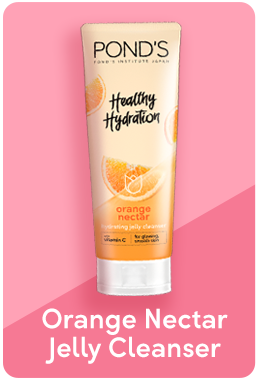 POND'S
POND'S INSTITUTE JAPAN
Healthy
Hydration
orange
nectar
hydrating jelly cleanser
vitamin C
for glowing,
smooth skin
Orange Nectar
Jelly Cleanser